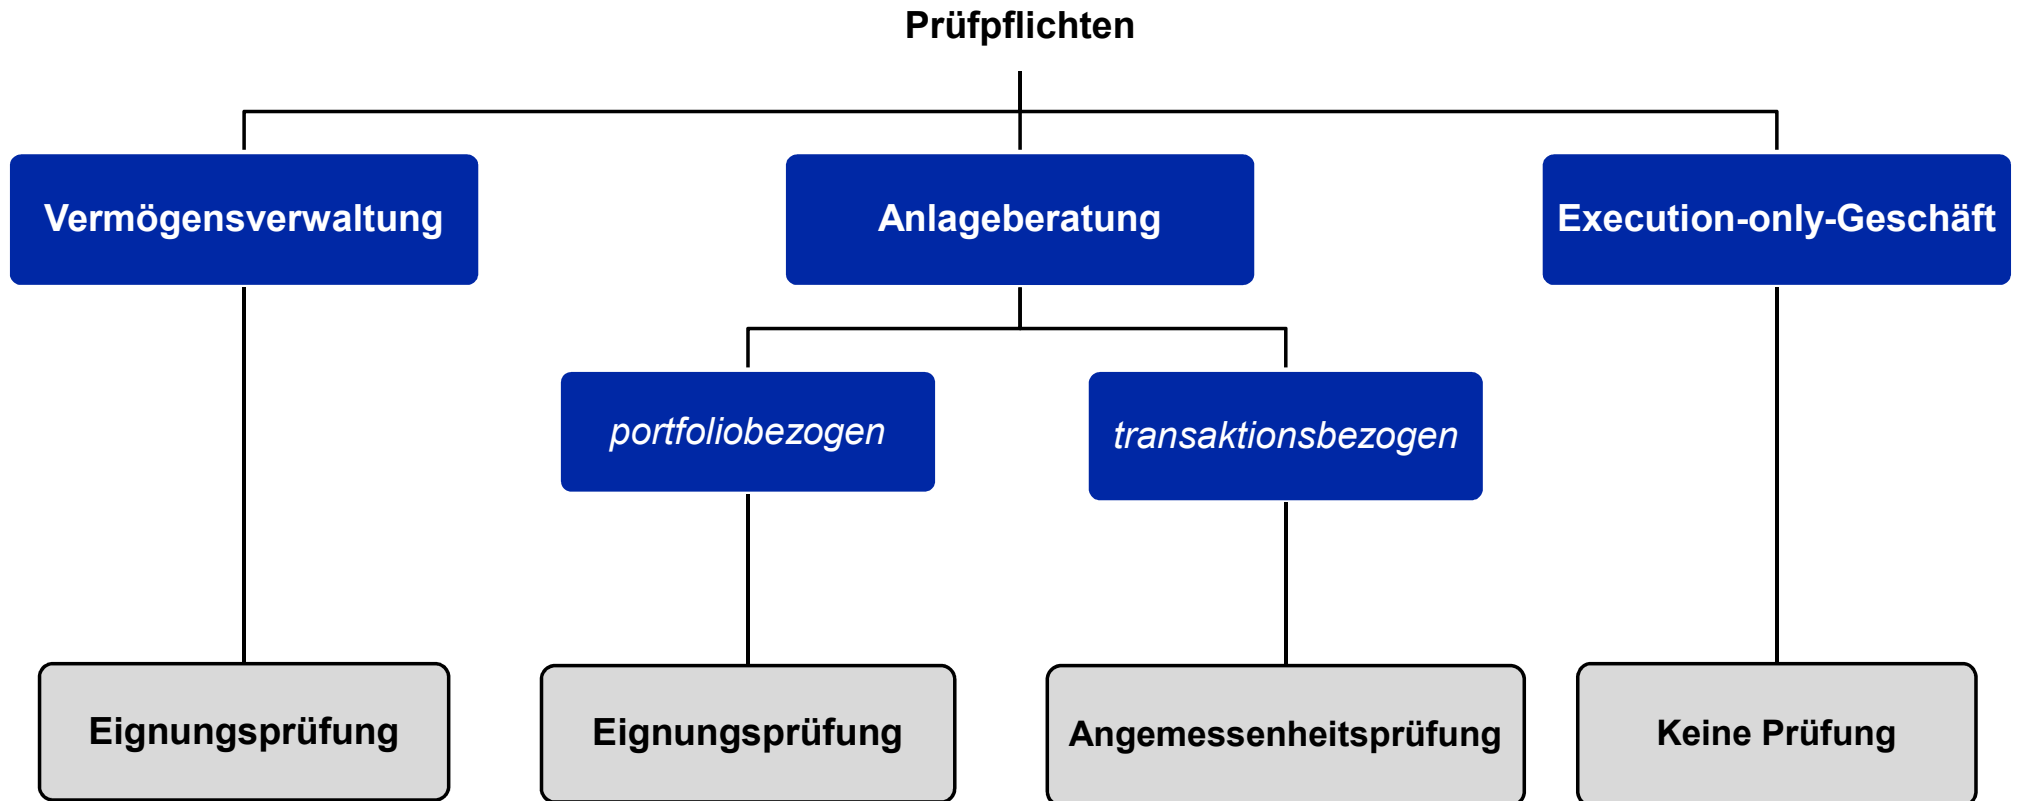 Prüfpflichten
Vermögensverwaltung
Anlageberatung
Execution-only-Geschäft
portfoliobezogen
transaktionsbezogen
Eignungsprüfung
Eignungsprüfung
Angemessenheitsprüfung
Keine Prüfung